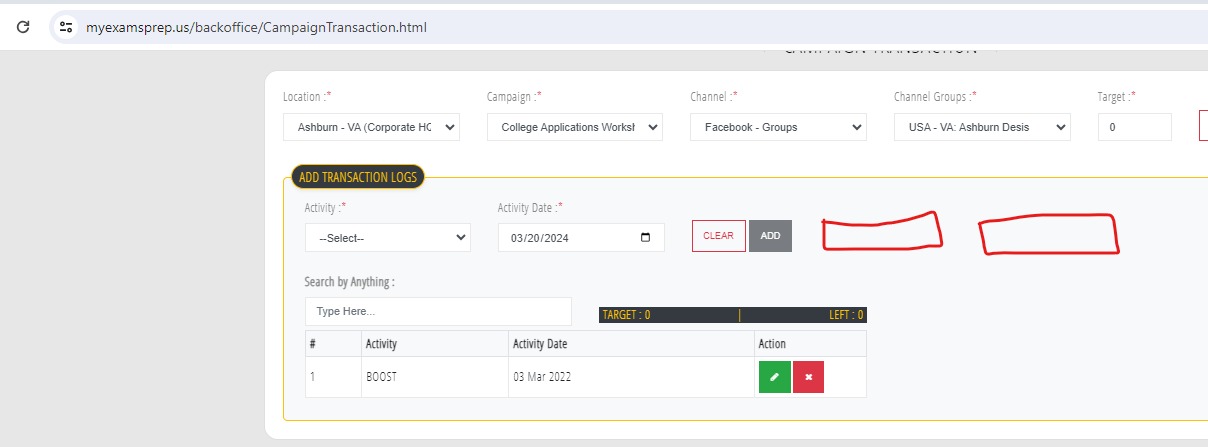 myexamsprep.us/backoffice/CampaignTransaction.html
CAMPAIGN TRANSACTION
Location :* Campaign :* Channel :* Channel Groups :* Target :*
Ashburn - VA (Corporate HC College Applications Worksh Facebook - Groups USA - VA: Ashburn Desis 0
ADD TRANSACTION LOGS
Activity :* Activity Date :*
--Select-- 03/20/2024 CLEAR ADD
Search by Anything :
Type Here...
TARGET : 0 | LEFT : 0
# Activity Activity Date Action
1 BOOST 03 Mar 2022